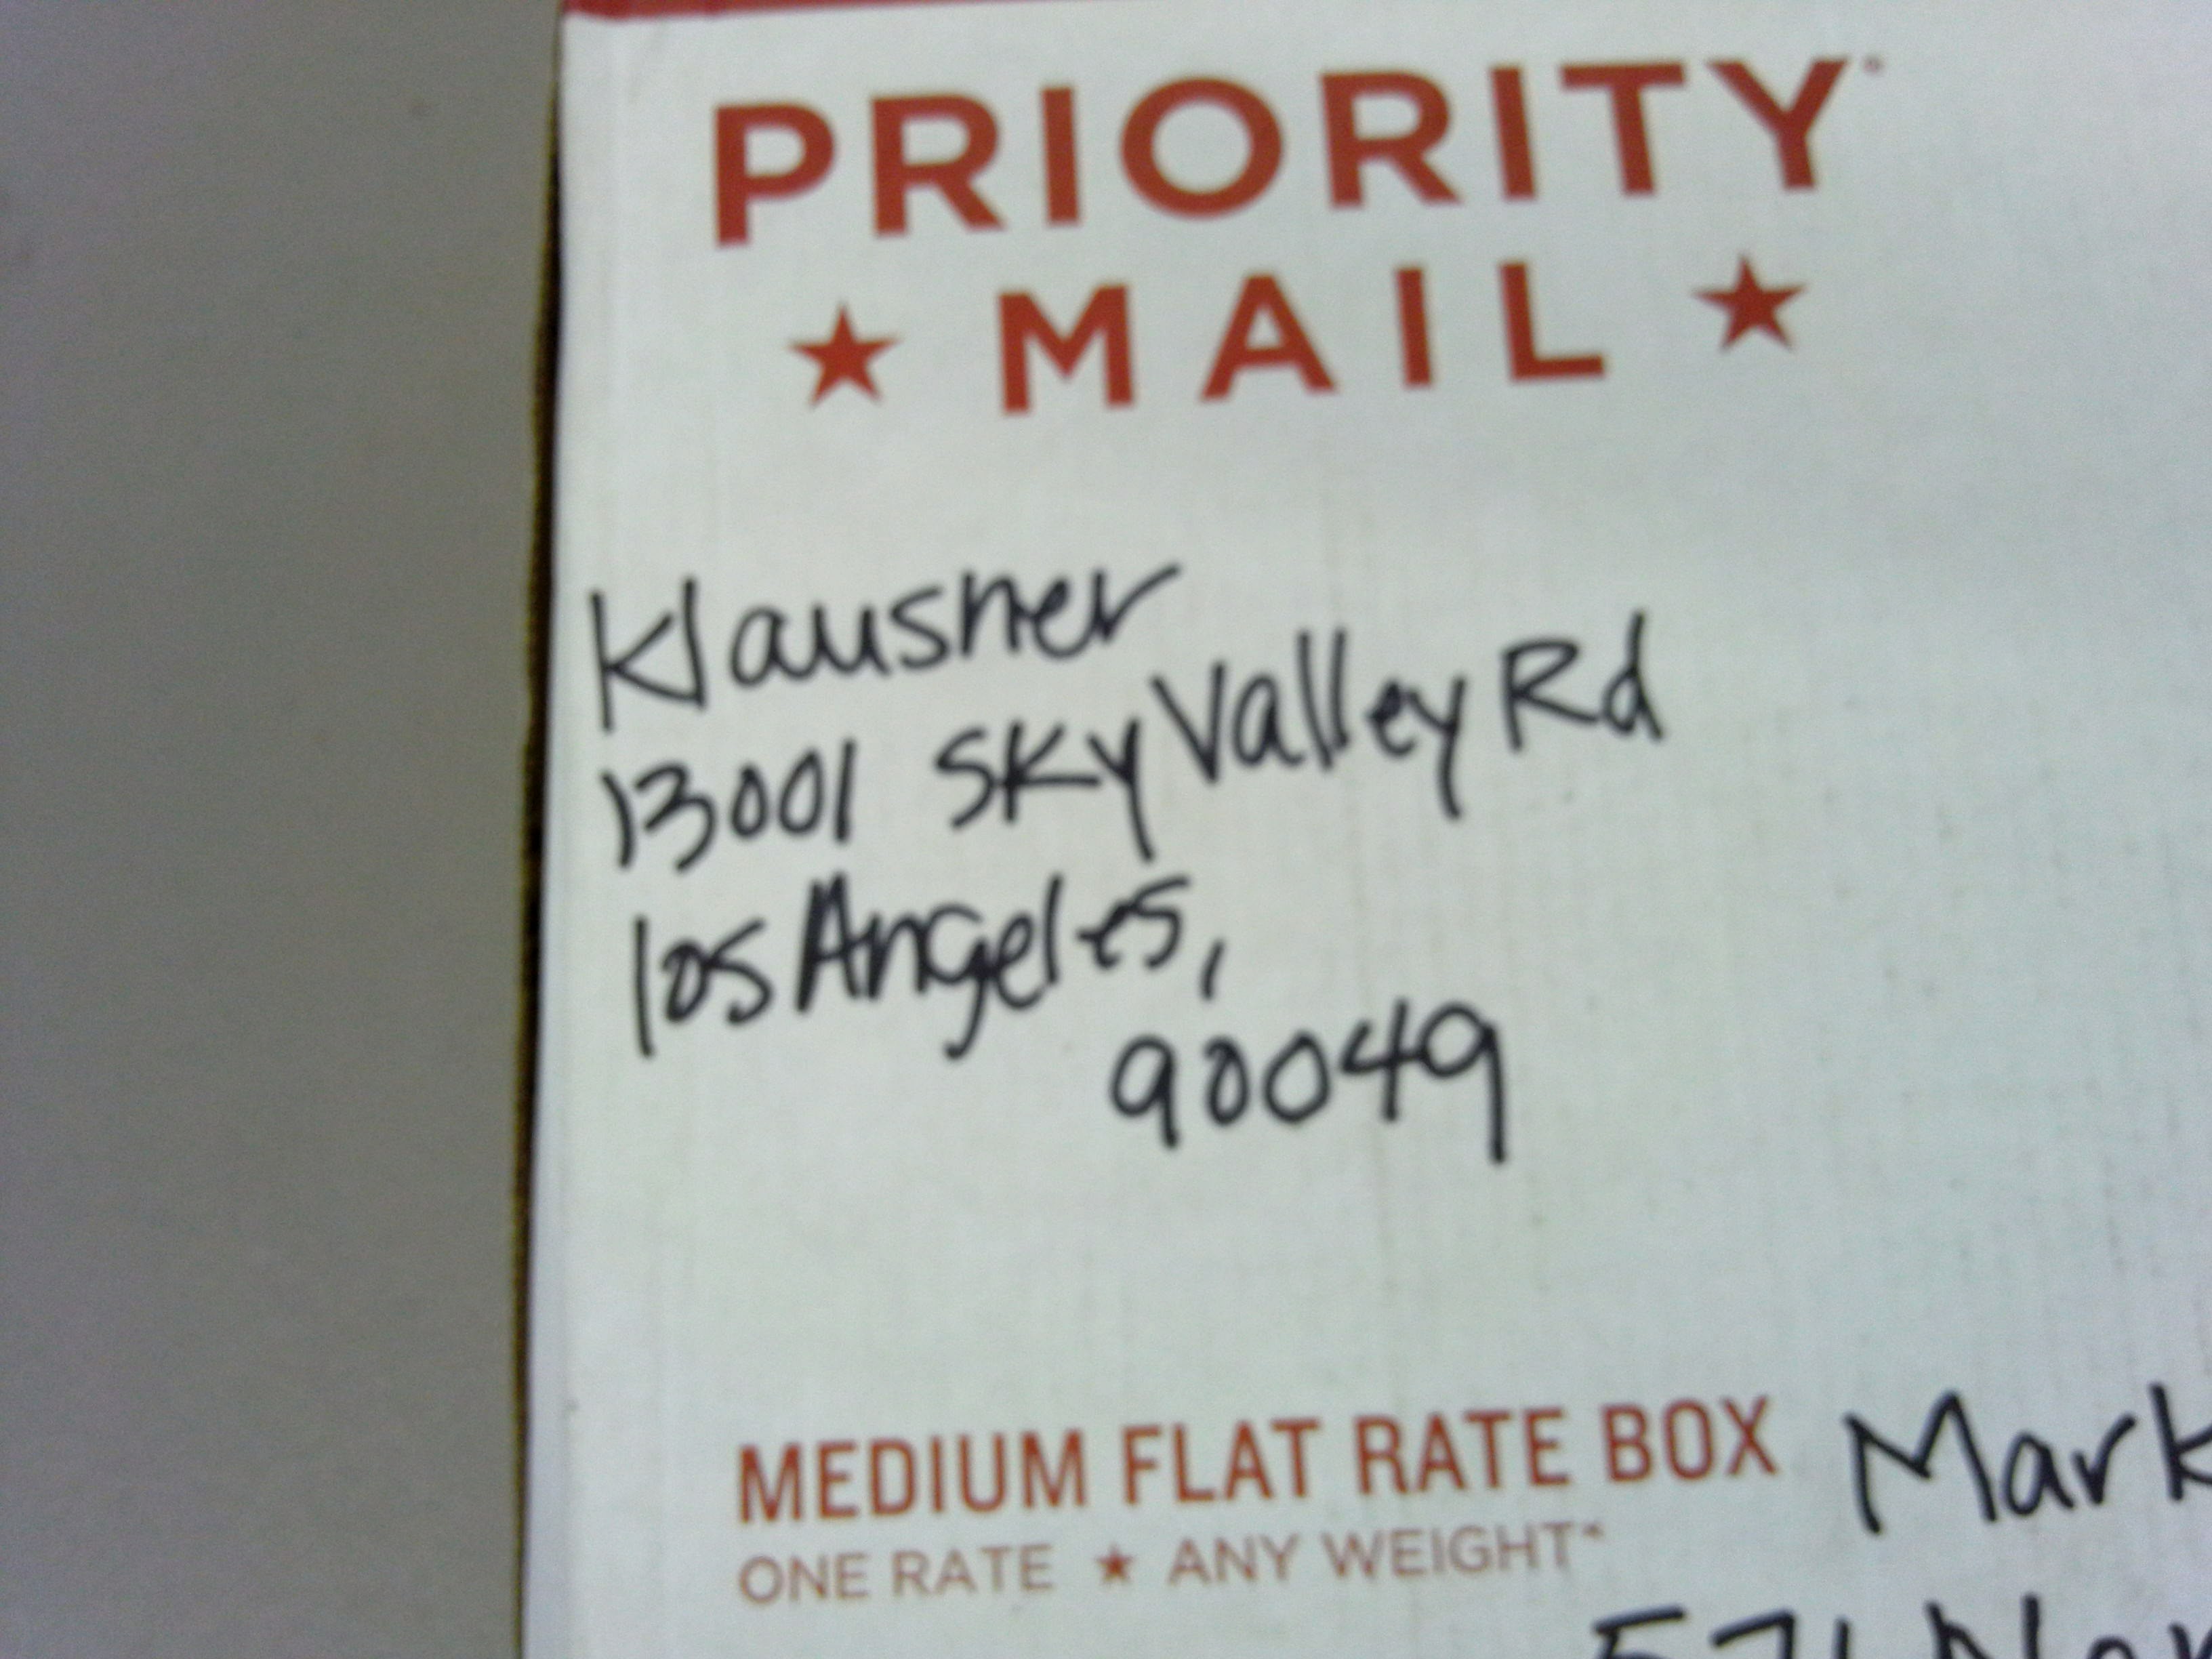 PRIORITY
★ MAIL ★
Klausner
13001 Sky Valley Rd
los Angeles,
90049
MEDIUM FLAT RATE BOX
Mark
ONE RATE ★ ANY WEIGHT*